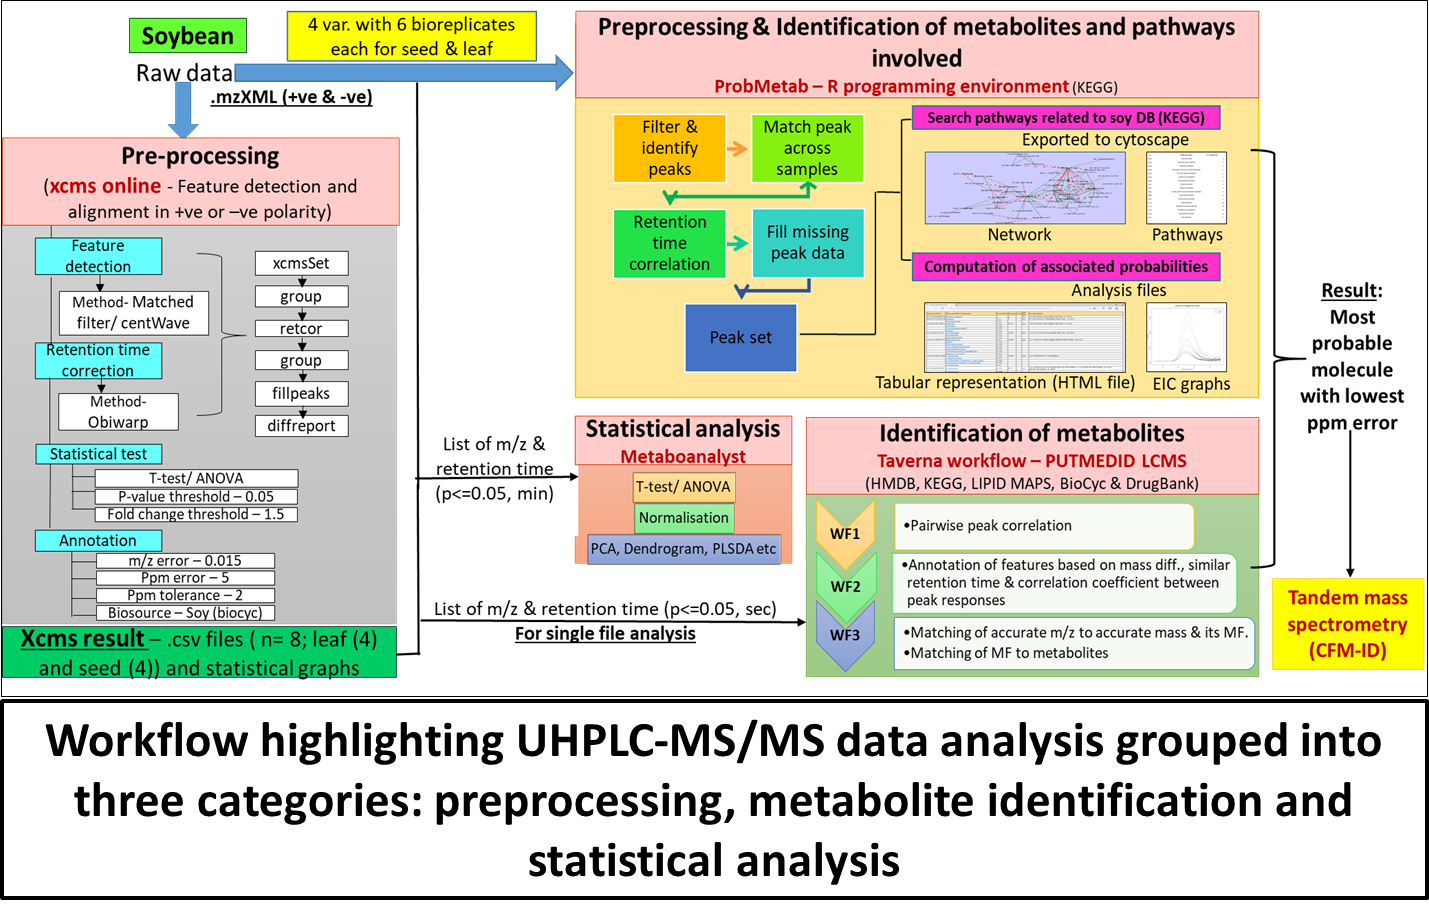 Soybean
4 var. with 6 bioreplicates
each for seed & leaf
Raw data
.mzXML (+ve & -ve)
Pre-processing
(xcms online - Feature detection and
alignment in +ve or –ve polarity)
Feature
detection
Method- Matched
filter/ centWave
Retention time
correction
Method-
Obiwarp
xcmsSet
group
retcor
group
fillpeaks
diffreport
Statistical test
T-test/ ANOVA
P-value threshold – 0.05
Fold change threshold – 1.5
Annotation
m/z error – 0.015
Ppm error – 5
Ppm tolerance – 2
Biosource – Soy (biocyc)
Xcms result – .csv files ( n= 8; leaf (4)
and seed (4)) and statistical graphs
Preprocessing & Identification of metabolites and pathways
involved
ProbMetab – R programming environment (KEGG)
Filter &
identify
peaks
Match peak
across
samples
Retention
time
correlation
Fill missing
peak data
Peak set
Search pathways related to soy DB (KEGG)
Exported to cytoscape
Network
Pathways
Computation of associated probabilities
Analysis files
Tabular representation (HTML file)
EIC graphs
List of m/z &
retention time
(p<=0.05, min)
Statistical analysis
Metaboanalyst
T-test/ ANOVA
Normalisation
PCA, Dendrogram, PLSDA etc
List of m/z & retention time (p<=0.05, sec)
For single file analysis
Identification of metabolites
Taverna workflow – PUTMEDID LCMS
(HMDB, KEGG, LIPID MAPS, BioCyc & DrugBank)
WF1
•Pairwise peak correlation
WF2
•Annotation of features based on mass diff., similar
retention time & correlation coefficient between
peak responses
WF3
•Matching of accurate m/z to accurate mass & its MF.
•Matching of MF to metabolites
Result:
Most
probable
molecule
with lowest
ppm error
Tandem mass
spectrometry
(CFM-ID)
Workflow highlighting UHPLC-MS/MS data analysis grouped into
three categories: preprocessing, metabolite identification and
statistical analysis